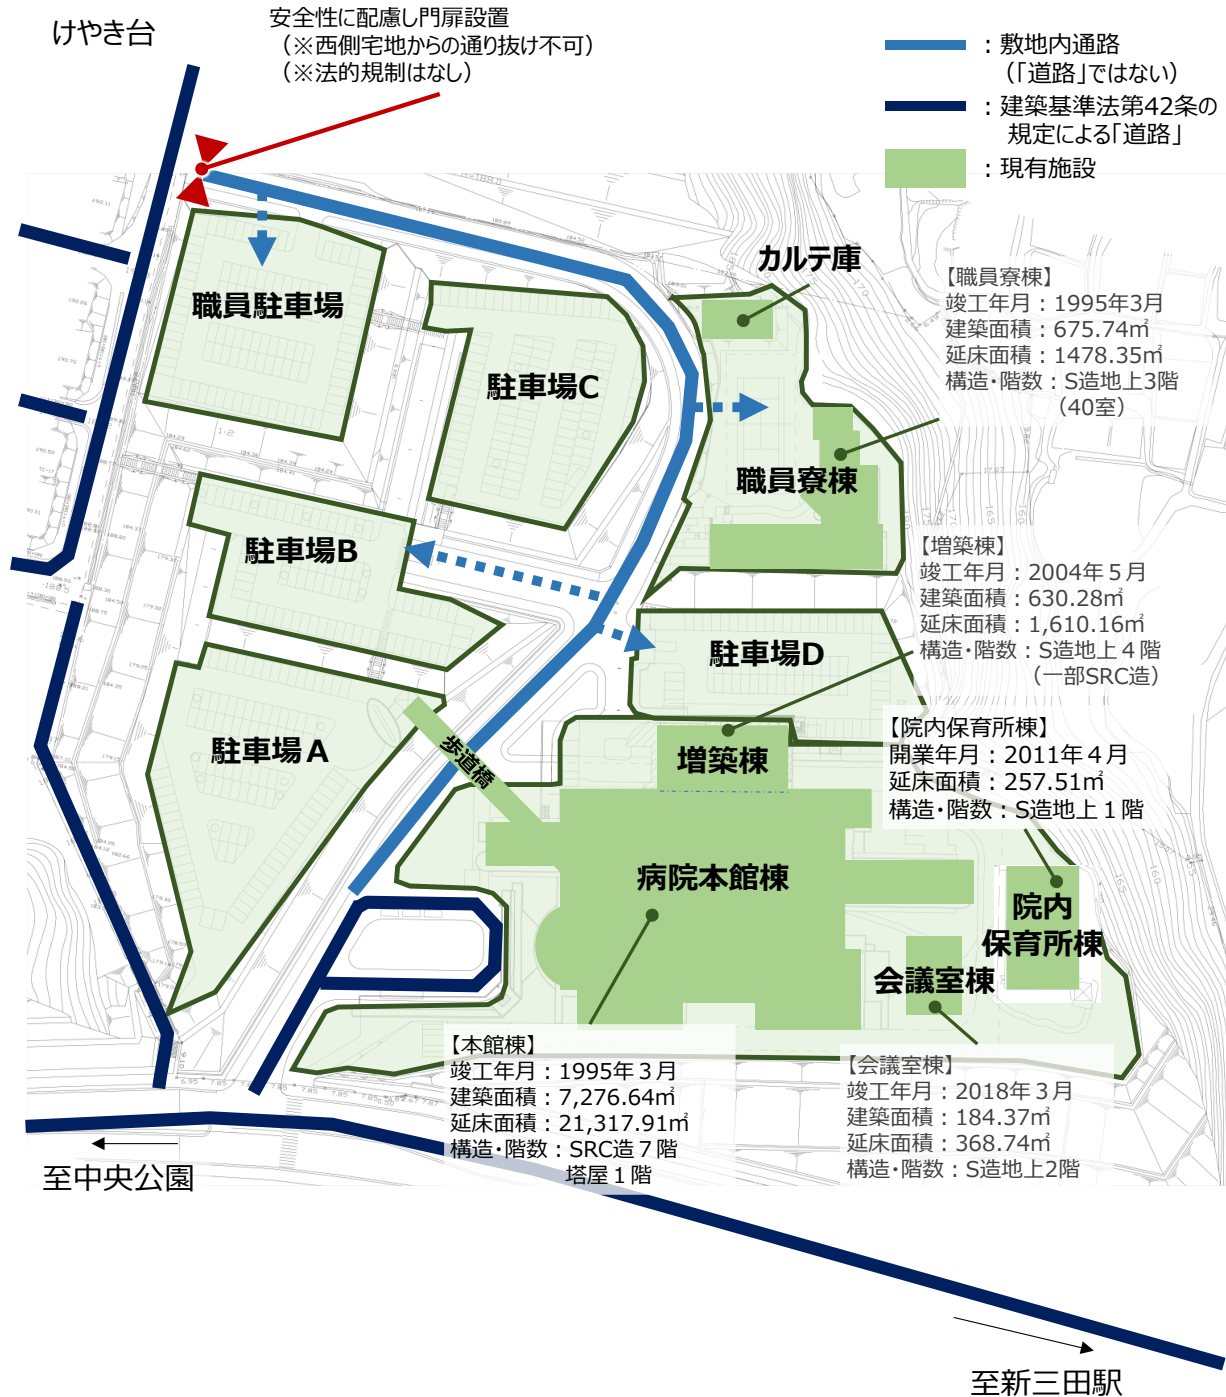 けやき台
安全性に配慮し門扉設置
（※西側宅地からの通り抜け不可）
（※法的規制はなし）
：敷地内通路
（「道路」ではない）
：建築基準法第42条の
規定による「道路」
：現有施設
カルテ庫
【職員寮棟】
竣工年月：1995年3月
建築面積：675.74㎡
延床面積：1478.35㎡
構造・階数：S造地上3階
（40室）
職員駐車場
駐車場C
職員寮棟
【増築棟】
竣工年月：2004年５月
建築面積：630.28㎡
延床面積：1,610.16㎡
構造・階数：S造地上４階
（一部SRC造）
駐車場B
駐車場D
駐車場Ａ
歩道橋
増築棟
【院内保育所棟】
開業年月：2011年４月
延床面積：257.51㎡
構造・階数：S造地上１階
病院本館棟
院内
保育所棟
会議室棟
【本館棟】
竣工年月：1995年３月
建築面積：7,276.64㎡
延床面積：21,317.91㎡
構造・階数：SRC造７階
塔屋１階
【会議室棟】
竣工年月：2018年３月
建築面積：184.37㎡
延床面積：368.74㎡
構造・階数：S造地上2階
至中央公園
至新三田駅